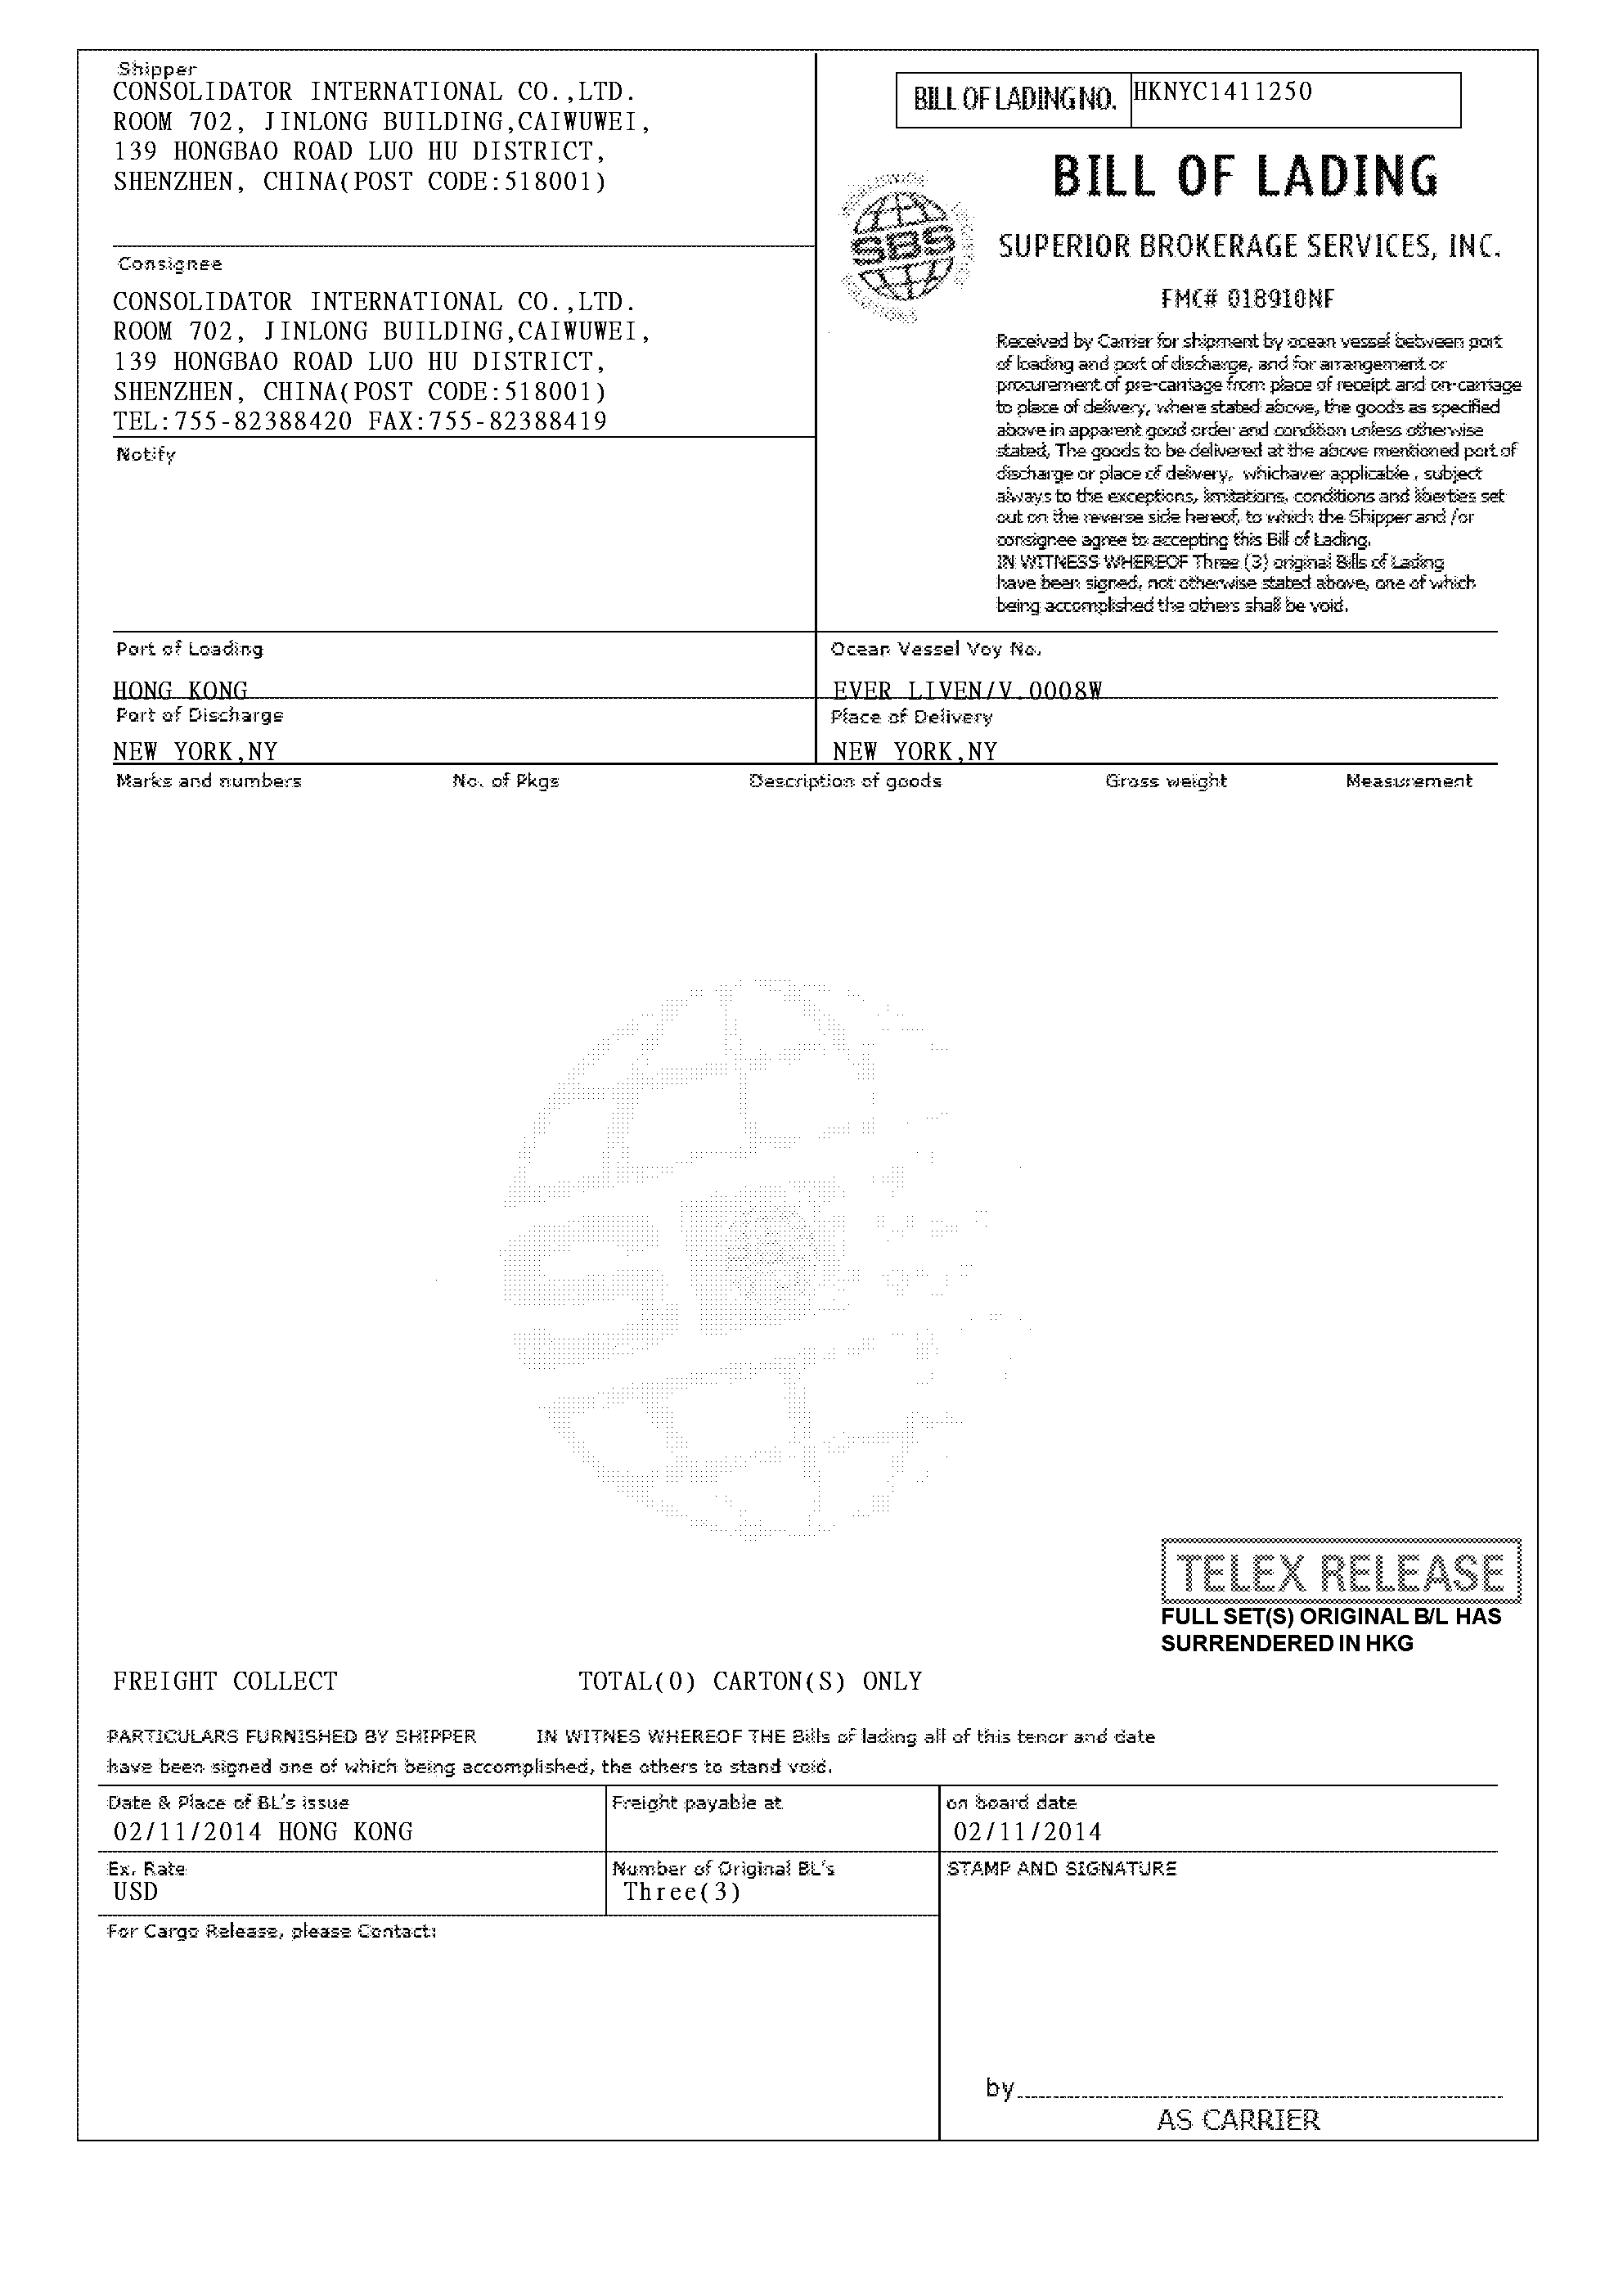 Shipper
CONSOLIDATOR INTERNATIONAL CO.,LTD.
ROOM 702, JINLONG BUILDING,CAIWUWEI,
139 HONGBAO ROAD LUO HU DISTRICT,
SHENZHEN, CHINA(POST CODE:518001)
BILL OF LADING NO. HKNYC1411250
BILL OF LADING
SBS
SUPERIOR BROKERAGE SERVICES, INC.
FMC# 018910NF
Consignee
CONSOLIDATOR INTERNATIONAL CO.,LTD.
ROOM 702, JINLONG BUILDING,CAIWUWEI,
139 HONGBAO ROAD LUO HU DISTRICT,
SHENZHEN, CHINA(POST CODE:518001)
TEL:755-82388420 FAX:755-82388419
Notify
Received by Carrier for shipment by ocean vessel between port
of loading and port of discharge, and for arrangement or
procurement of pre-carriage from place of receipt and on-carriage
to place of delivery, where stated above, the goods as specified
above in apparent good order and condition unless otherwise
stated, The goods to be delivered at the above mentioned port of
discharge or place of delivery, whichaver applicable , subject
always to the exceptions, limitations, conditions and liberties set
out on the reverse side hereof, to which the Shipper and /or
consignee agree to accepting this Bill of Lading.
IN WITNESS WHEREOF Three (3) original Bills of Lading
have been signed, not otherwise stated above, one of which
being accomplished the others shall be void.
Port of Loading
HONG KONG
Ocean Vessel Voy No.
EVER LIVEN/V.0008W
Port of Discharge
NEW YORK,NY
Place of Delivery
NEW YORK,NY
Marks and numbers No. of Pkgs Description of goods Gross weight Measurement
TELEX RELEASE
FULL SET(S) ORIGINAL B/L HAS
SURRENDERED IN HKG
FREIGHT COLLECT TOTAL(0) CARTON(S) ONLY
PARTICULARS FURNISHED BY SHIPPER IN WITNES WHEREOF THE Bills of lading all of this tenor and date
have been signed one of which being accomplished, the others to stand void.
Date & Place of BL's issue
02/11/2014 HONG KONG
Freight payable at
on board date
02/11/2014
Ex. Rate
USD
Number of Original BL's
Three(3)
STAMP AND SIGNATURE
For Cargo Release, please Contact:
by
AS CARRIER